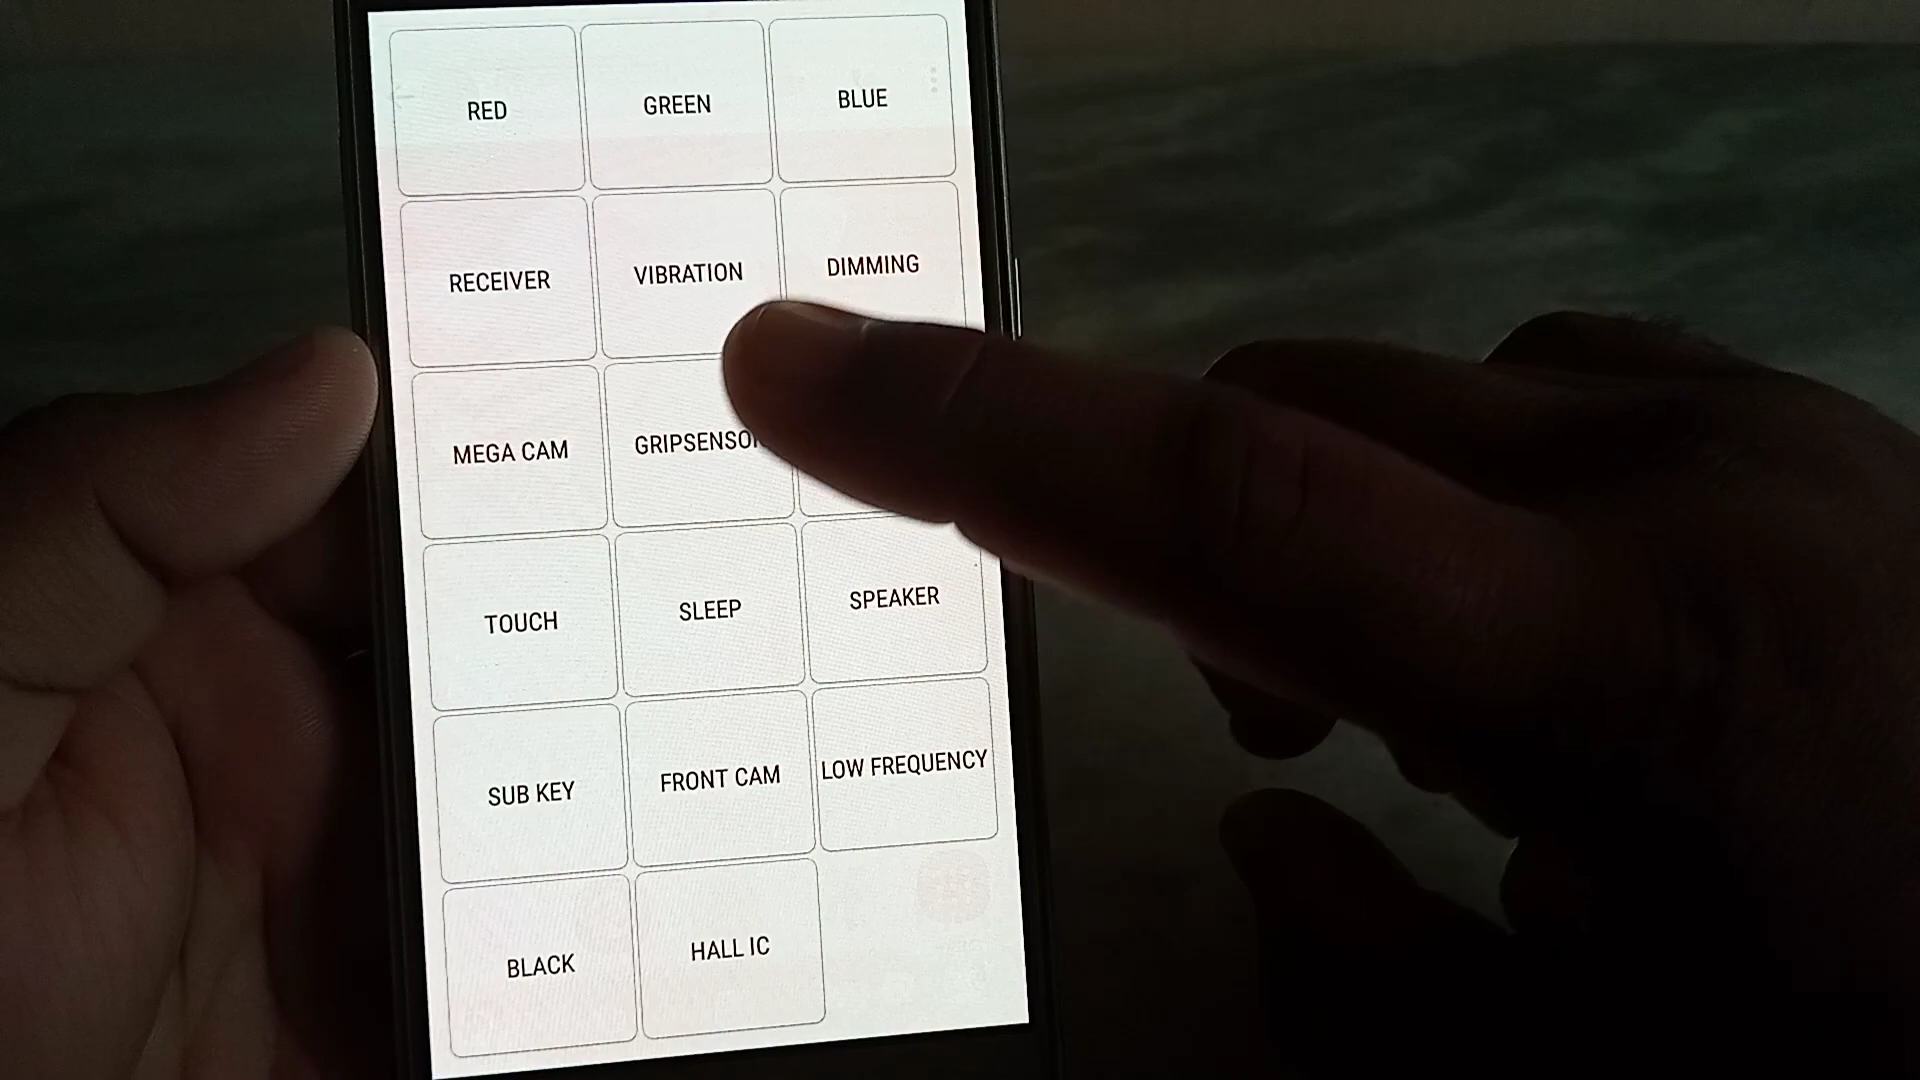 RED
GREEN
BLUE
RECEIVER
VIBRATION
DIMMING
MEGA CAM
GRIPSENSOR
TOUCH
SLEEP
SPEAKER
SUB KEY
FRONT CAM
LOW FREQUENCY
BLACK
HALL IC